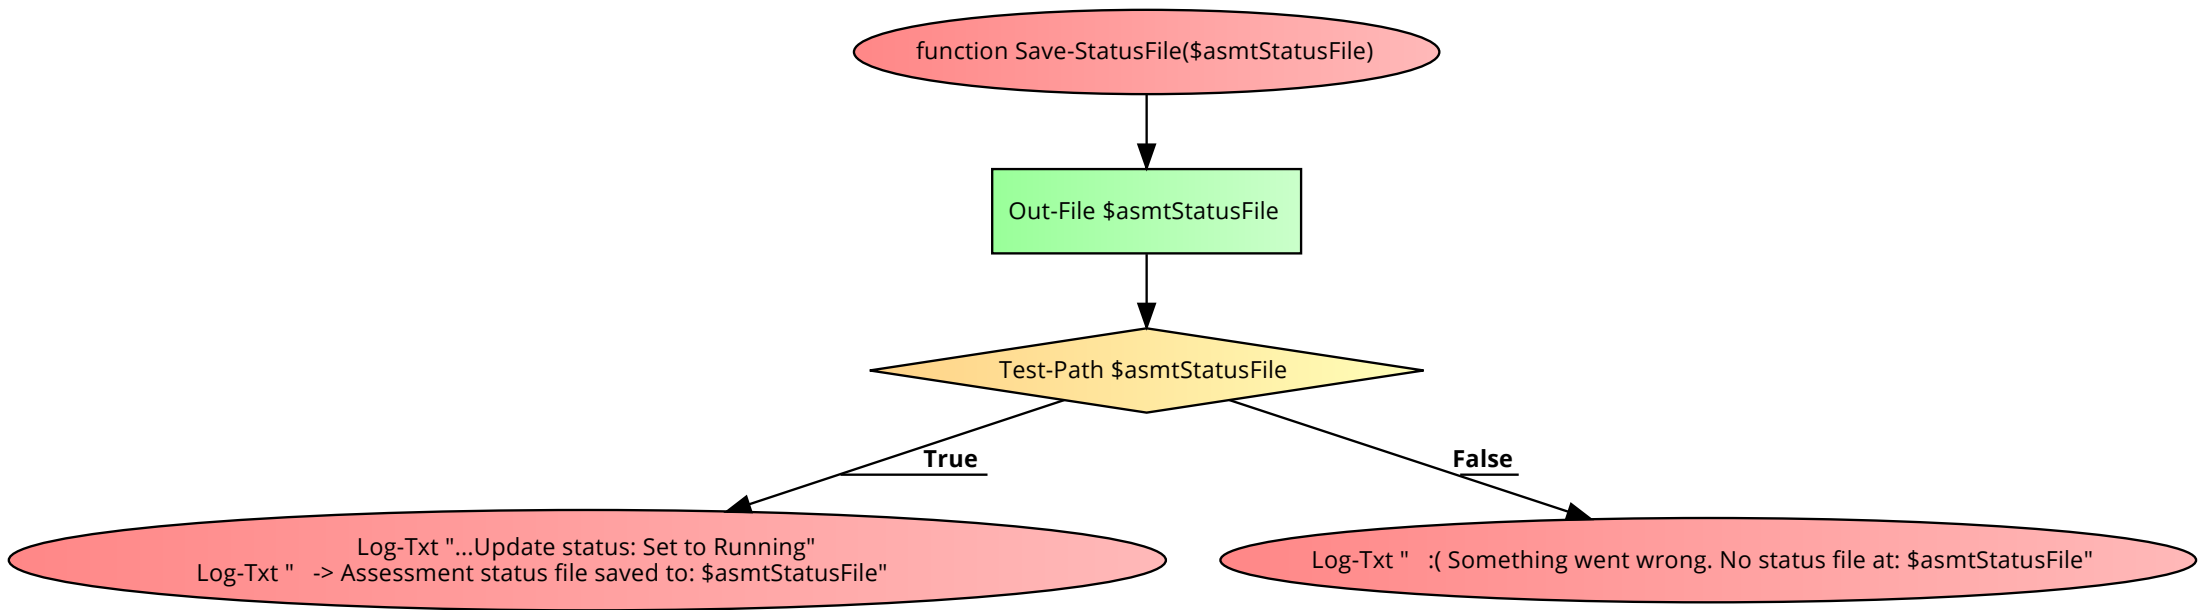 function Save-StatusFile($asmtStatusFile)
Out-File $asmtStatusFile
Test-Path $asmtStatusFile
True
False
Log-Txt "...Update status: Set to Running"
Log-Txt "   -> Assessment status file saved to: $asmtStatusFile"
Log-Txt "   :( Something went wrong. No status file at: $asmtStatusFile"